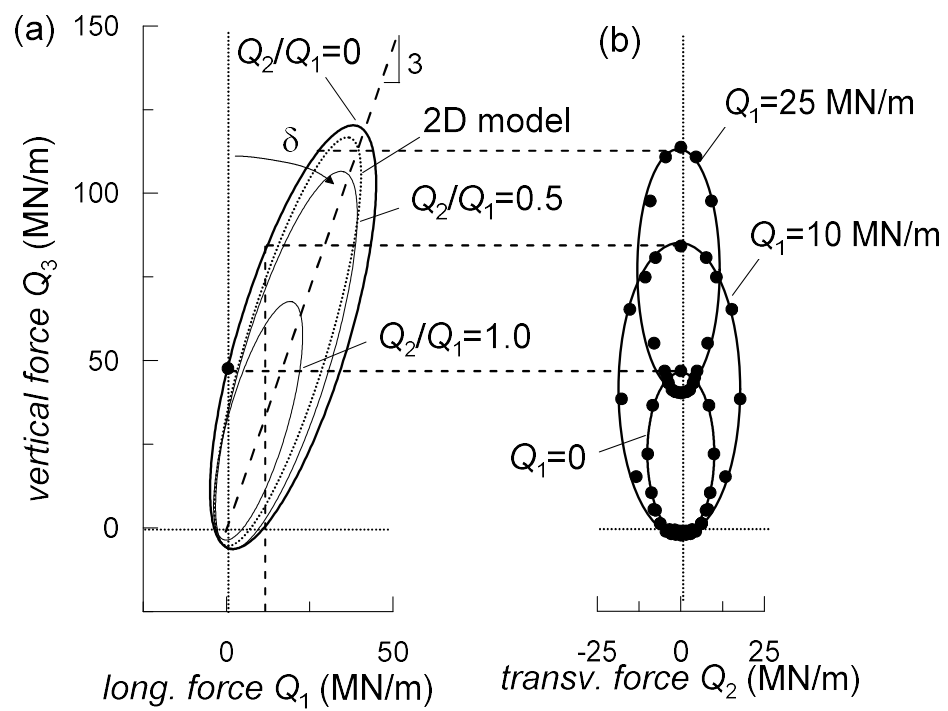 (a)
150
100
50
0
vertical force Q3 (MN/m)
Q2/Q1=0
3
δ
2D model
Q2/Q1=0.5
Q2/Q1=1.0
0
50
long. force Q1 (MN/m)
(b)
Q1=25 MN/m
Q1=10 MN/m
Q1=0
-25
0
25
transv. force Q2 (MN/m)